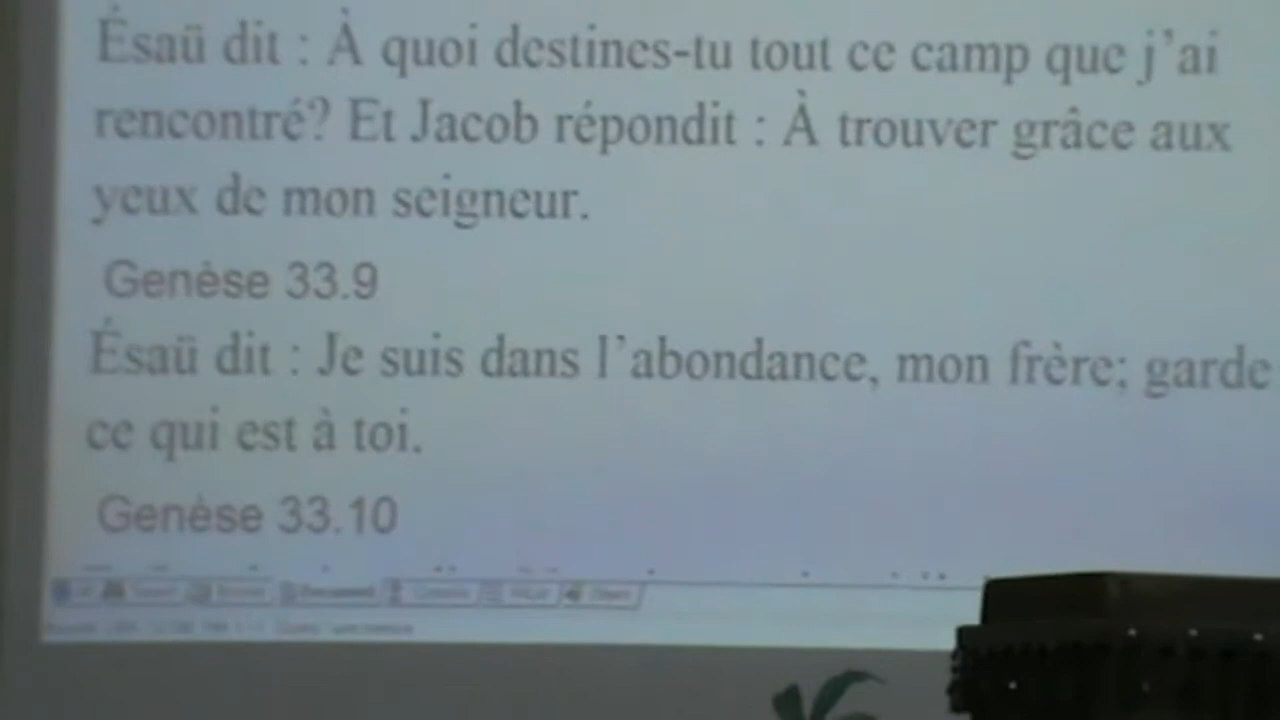 Ésaü dit : À quoi destines-tu tout ce camp que j'ai
rencontré? Et Jacob répondit : À trouver grâce aux
yeux de mon seigneur.
Genèse 33.9
Ésaü dit : Je suis dans l'abondance, mon frère; garde
ce qui est à toi.
Genèse 33.10